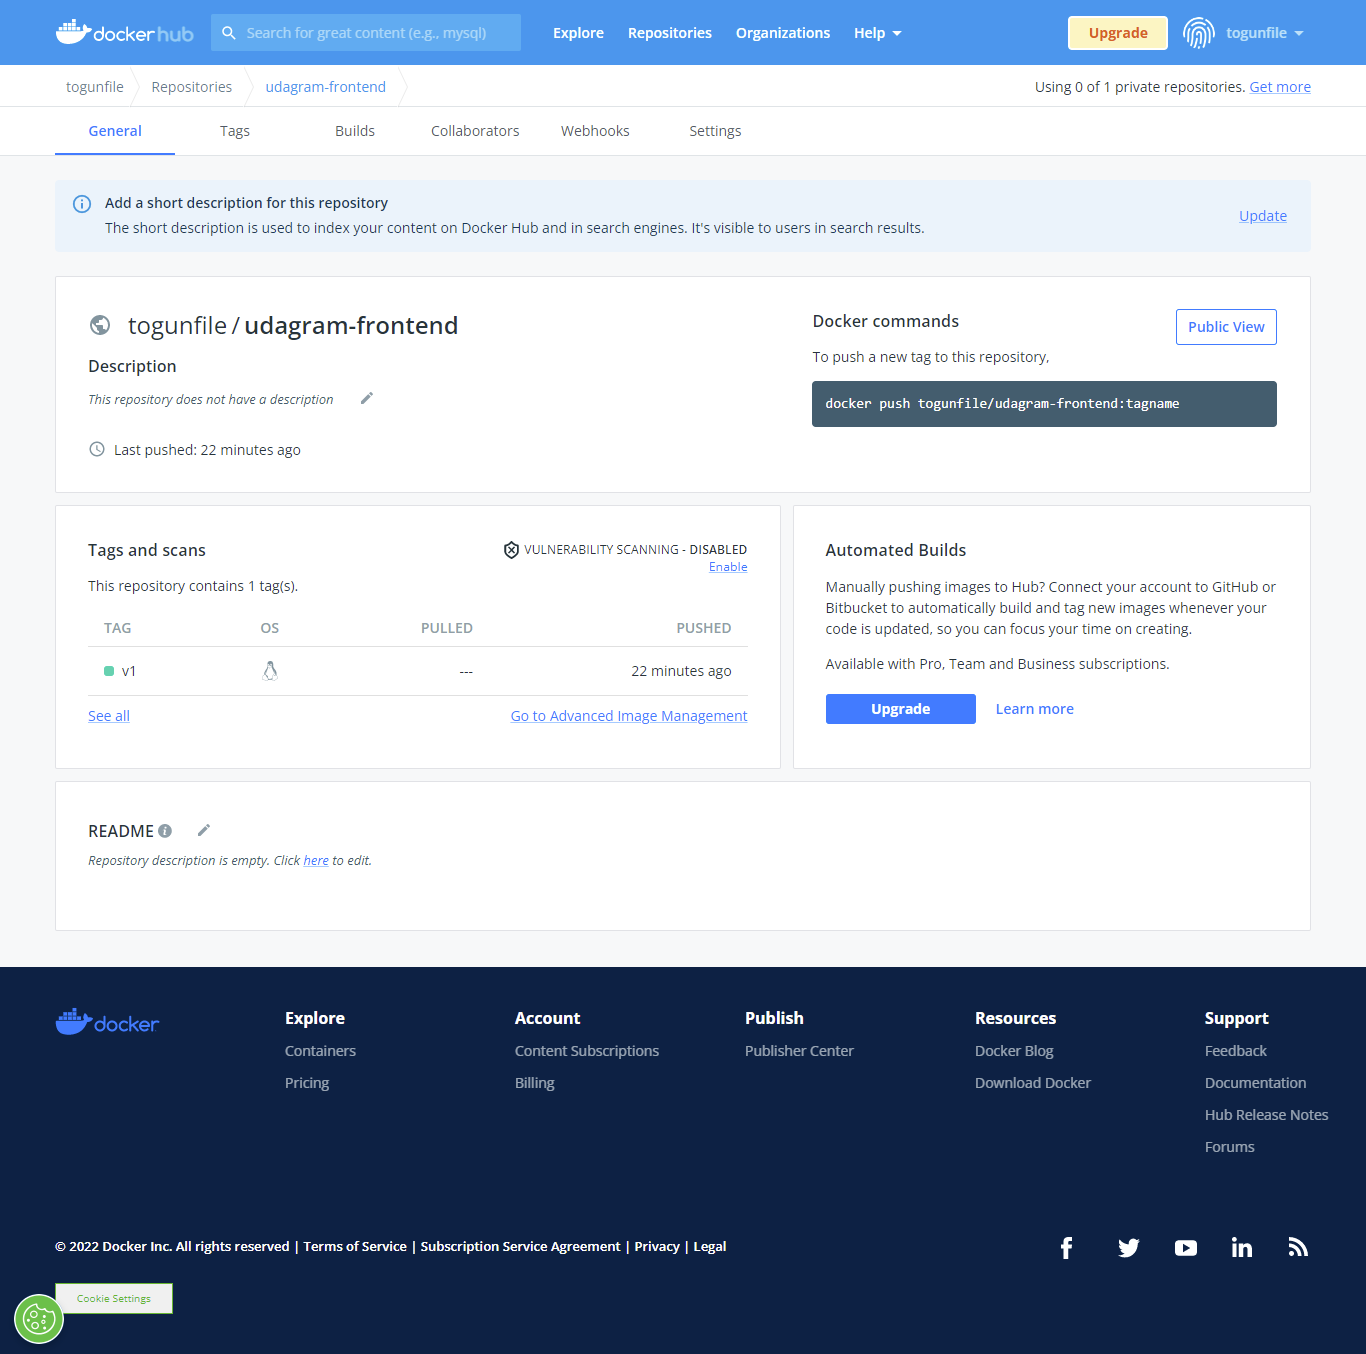 docker hub
Search for great content (e.g., mysql)
Explore
Repositories
Organizations
Help
Upgrade
togunfile
togunfile
Repositories
udagram-frontend
Using 0 of 1 private repositories. Get more
General
Tags
Builds
Collaborators
Webhooks
Settings
Add a short description for this repository
The short description is used to index your content on Docker Hub and in search engines. It's visible to users in search results.
Update
togunfile / udagram-frontend
Description
This repository does not have a description
Last pushed: 22 minutes ago
Docker commands
Public View
To push a new tag to this repository,
docker push togunfile/udagram-frontend:tagname
Tags and scans
VULNERABILITY SCANNING - DISABLED
Enable
This repository contains 1 tag(s).
TAG OS PULLED PUSHED
v1 --- 22 minutes ago
See all
Go to Advanced Image Management
Automated Builds
Manually pushing images to Hub? Connect your account to GitHub or
Bitbucket to automatically build and tag new images whenever your
code is updated, so you can focus your time on creating.
Available with Pro, Team and Business subscriptions.
Upgrade
Learn more
README
Repository description is empty. Click here to edit.
docker
Explore
Containers
Pricing
Account
Content Subscriptions
Billing
Publish
Publisher Center
Resources
Docker Blog
Download Docker
Support
Feedback
Documentation
Hub Release Notes
Forums
© 2022 Docker Inc. All rights reserved | Terms of Service | Subscription Service Agreement | Privacy | Legal
Cookie Settings